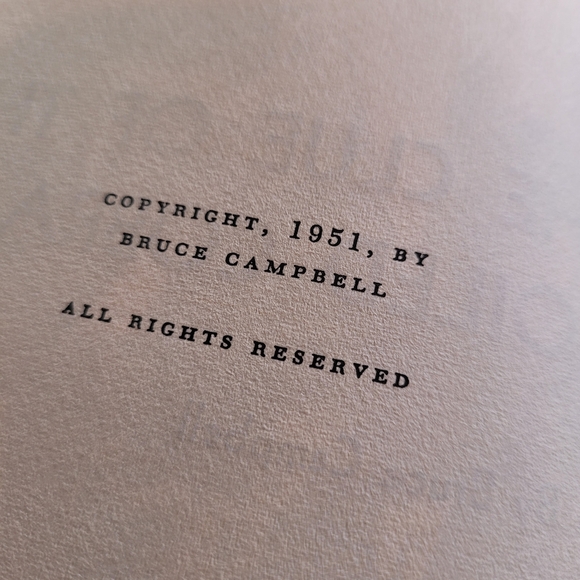 COPYRIGHT, 1951, BY
BRUCE CAMPBELL
ALL RIGHTS RESERVED